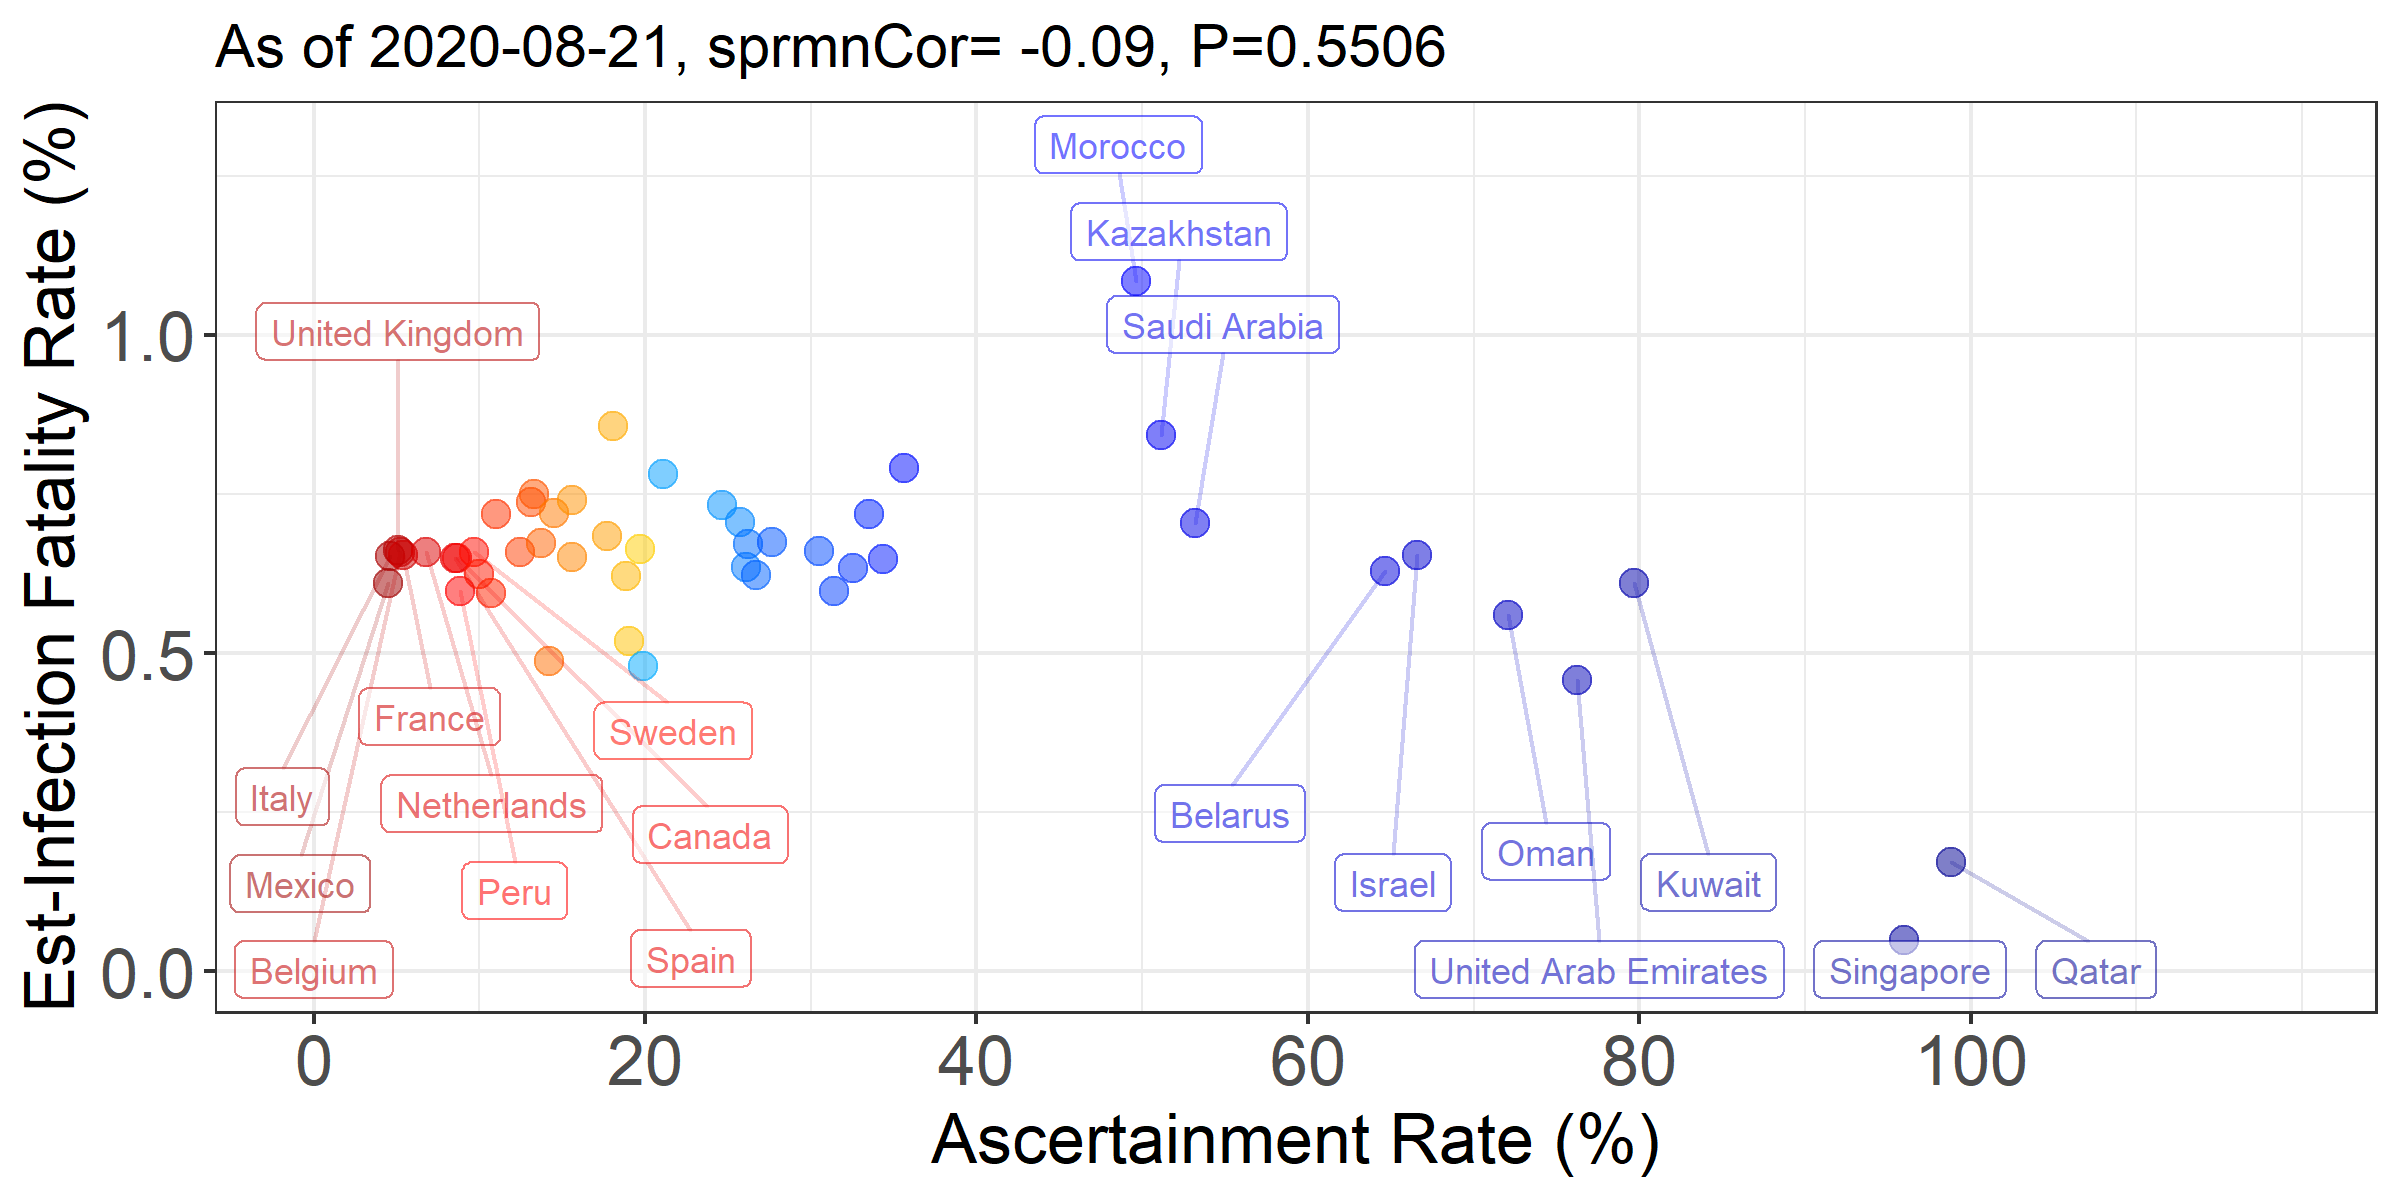 As of 2020-08-21, sprmnCor= -0.09, P=0.5506
Est-Infection Fatality Rate (%)
1.0
0.5
0.0
Morocco
Kazakhstan
Saudi Arabia
United Kingdom
France
Sweden
Italy
Netherlands
Canada
Mexico
Peru
Belgium
Spain
Belarus
Israel
Oman
Kuwait
United Arab Emirates
Singapore
Qatar
0
20
40
60
80
100
Ascertainment Rate (%)